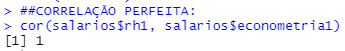 > ##CORRELAÇÃO PERFEITA:
> cor(salarios$rh1, salarios$econometria1)
[1] 1